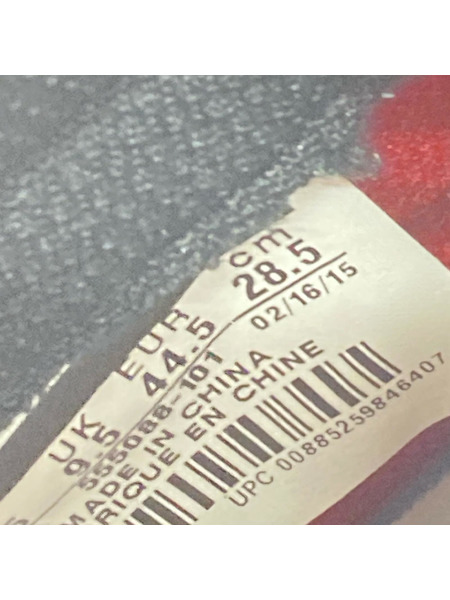 UK EUR cm
9.5 44.5 28.5
555088-101 02/16/15
MADE IN CHINA
RIQUE EN CHINE
UPC 00885259846407